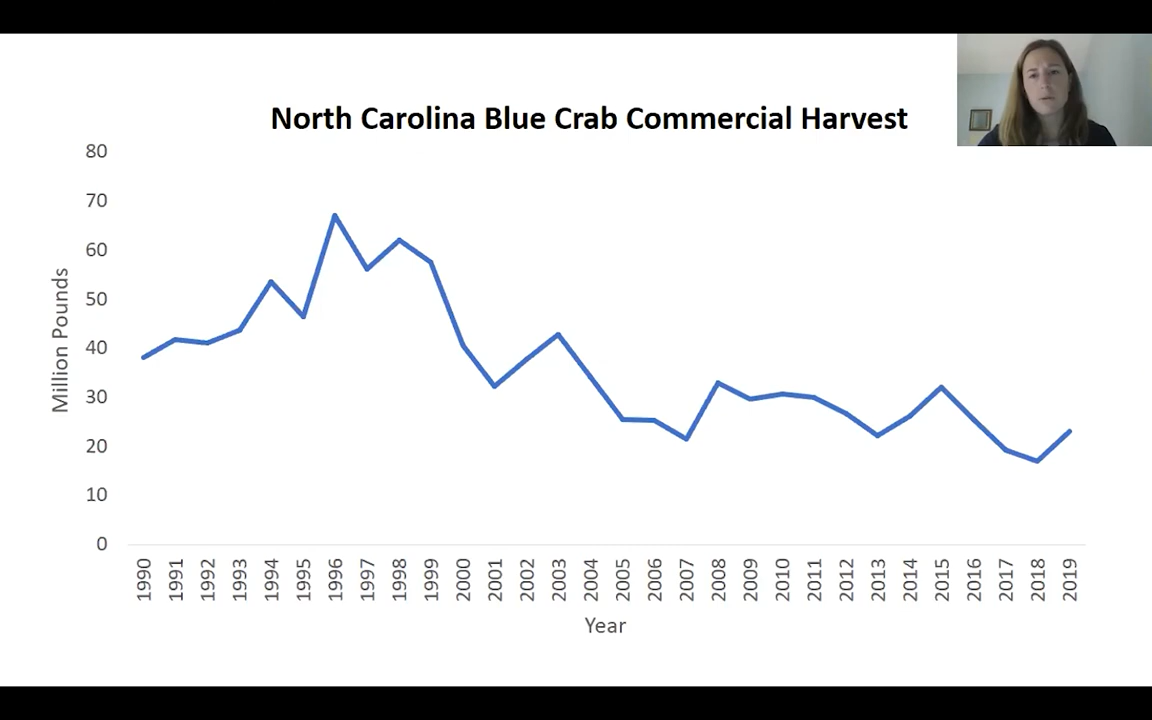 North Carolina Blue Crab Commercial Harvest
80
70
60
50
40
30
20
10
0
Million Pounds
1990 1991 1992 1993 1994 1995 1996 1997 1998 1999 2000 2001 2002 2003 2004 2005 2006 2007 2008 2009 2010 2011 2012 2013 2014 2015 2016 2017 2018 2019
Year